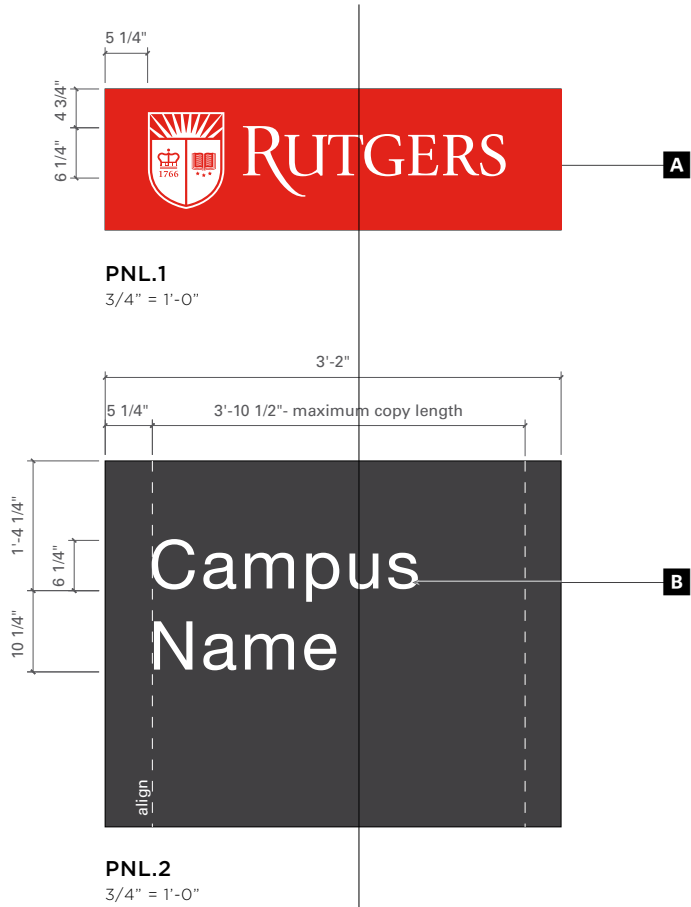 5 1/4"
4 3/4"
6 1/4"
1766
RUTGERS
A
PNL.1
3/4” = 1’-0”
3'-2"
5 1/4"
3'-10 1/2"- maximum copy length
1'-4 1/4"
6 1/4"
10 1/4"
Campus
Name
B
align
PNL.2
3/4” = 1’-0”